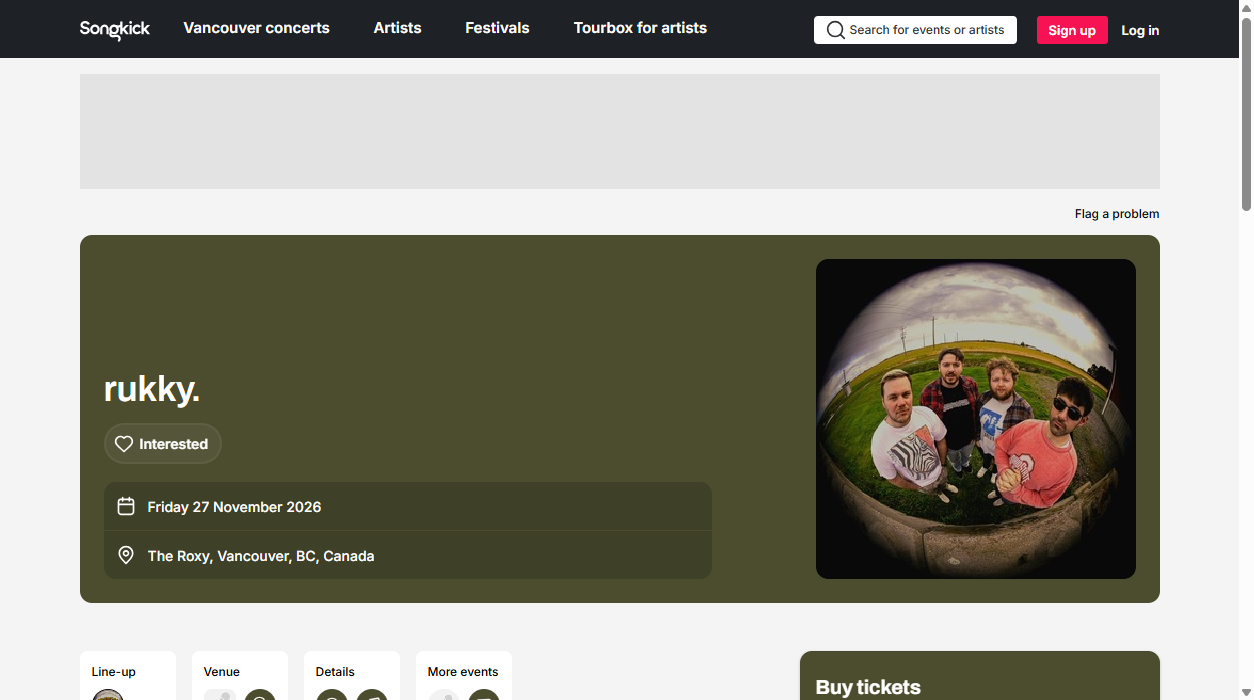 Songkick
Vancouver concerts
Artists
Festivals
Tourbox for artists
Search for events or artists
Sign up
Log in
Flag a problem
rukky.
Interested
Friday 27 November 2026
The Roxy, Vancouver, BC, Canada
Line-up
Venue
Details
More events
Buy tickets